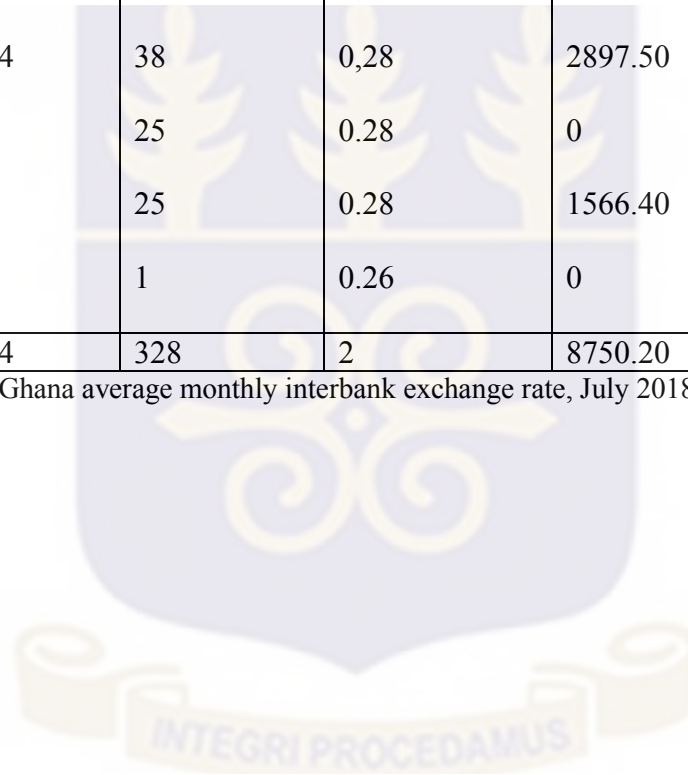 4 38 0,28 2897.50
25 0.28 0
25 0.28 1566.40
1 0.26 0
4 328 2 8750.20
Ghana average monthly interbank exchange rate, July 2018
INTEGRI PROCEDAMUS